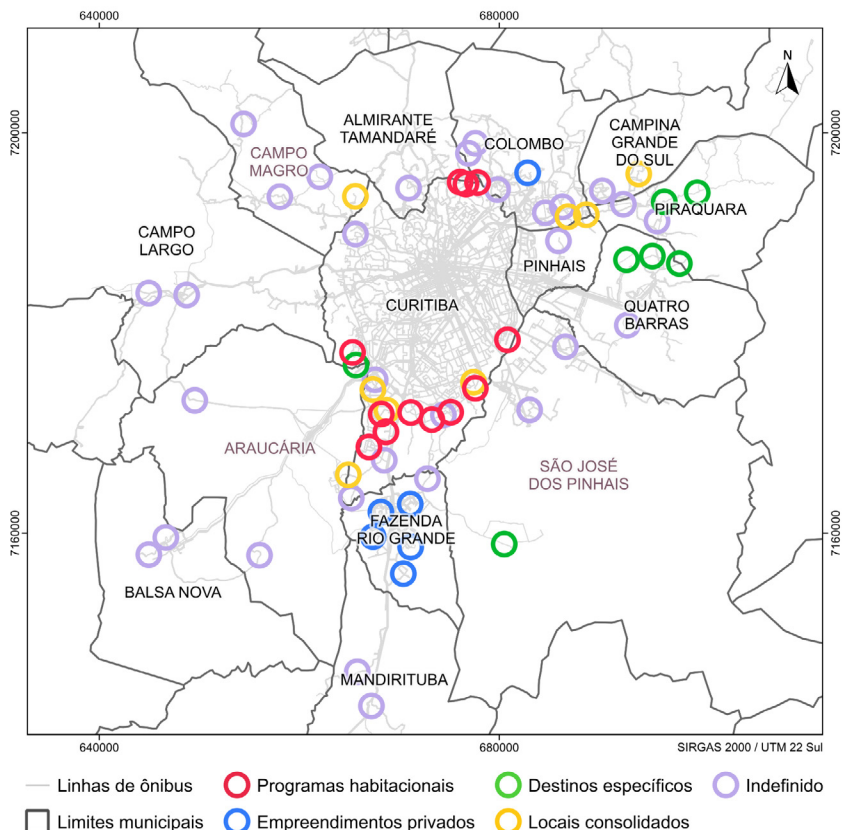 640000
680000
N
7200000
7200000
ALMIRANTE
TAMANDARÉ
COLOMBO
CAMPINA
GRANDE
DO SUL
CAMPO
MAGRO
PIRAQUARA
CAMPO
LARGO
PINHAIS
CURITIBA
QUATRO
BARRAS
ARAUCÁRIA
SÃO JOSÉ
DOS PINHAIS
7160000
7160000
FAZENDA
RIO GRANDE
BALSA NOVA
MANDIRITUBA
640000
680000
SIRGAS 2000 / UTM 22 Sul
Linhas de ônibus
Programas habitacionais
Destinos específicos
Indefinido
Limites municipais
Empreendimentos privados
Locais consolidados